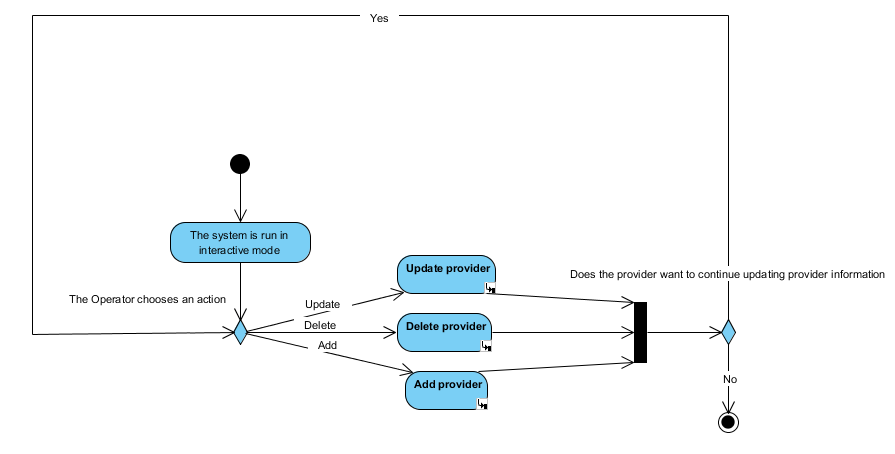 Yes
The system is run in
interactive mode
Update provider
Does the provider want to continue updating provider information
The Operator chooses an action
Update
Delete
Delete provider
Add
Add provider
No